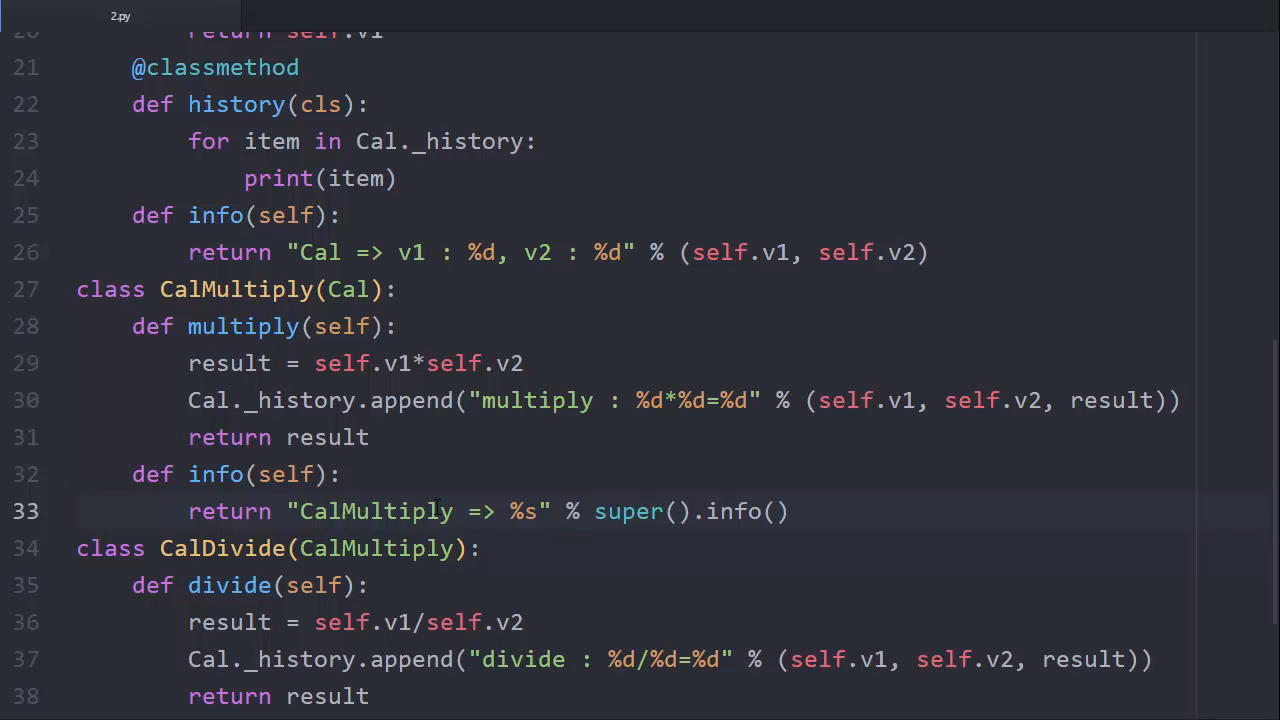 2.py
20 return self.v1
21 @classmethod
22 def history(cls):
23 for item in Cal._history:
24 print(item)
25 def info(self):
26 return "Cal => v1 : %d, v2 : %d" % (self.v1, self.v2)
27 class CalMultiply(Cal):
28 def multiply(self):
29 result = self.v1*self.v2
30 Cal._history.append("multiply : %d*%d=%d" % (self.v1, self.v2, result))
31 return result
32 def info(self):
33 return "CalMultiply => %s" % super().info()
34 class CalDivide(CalMultiply):
35 def divide(self):
36 result = self.v1/self.v2
37 Cal._history.append("divide : %d/%d=%d" % (self.v1, self.v2, result))
38 return result